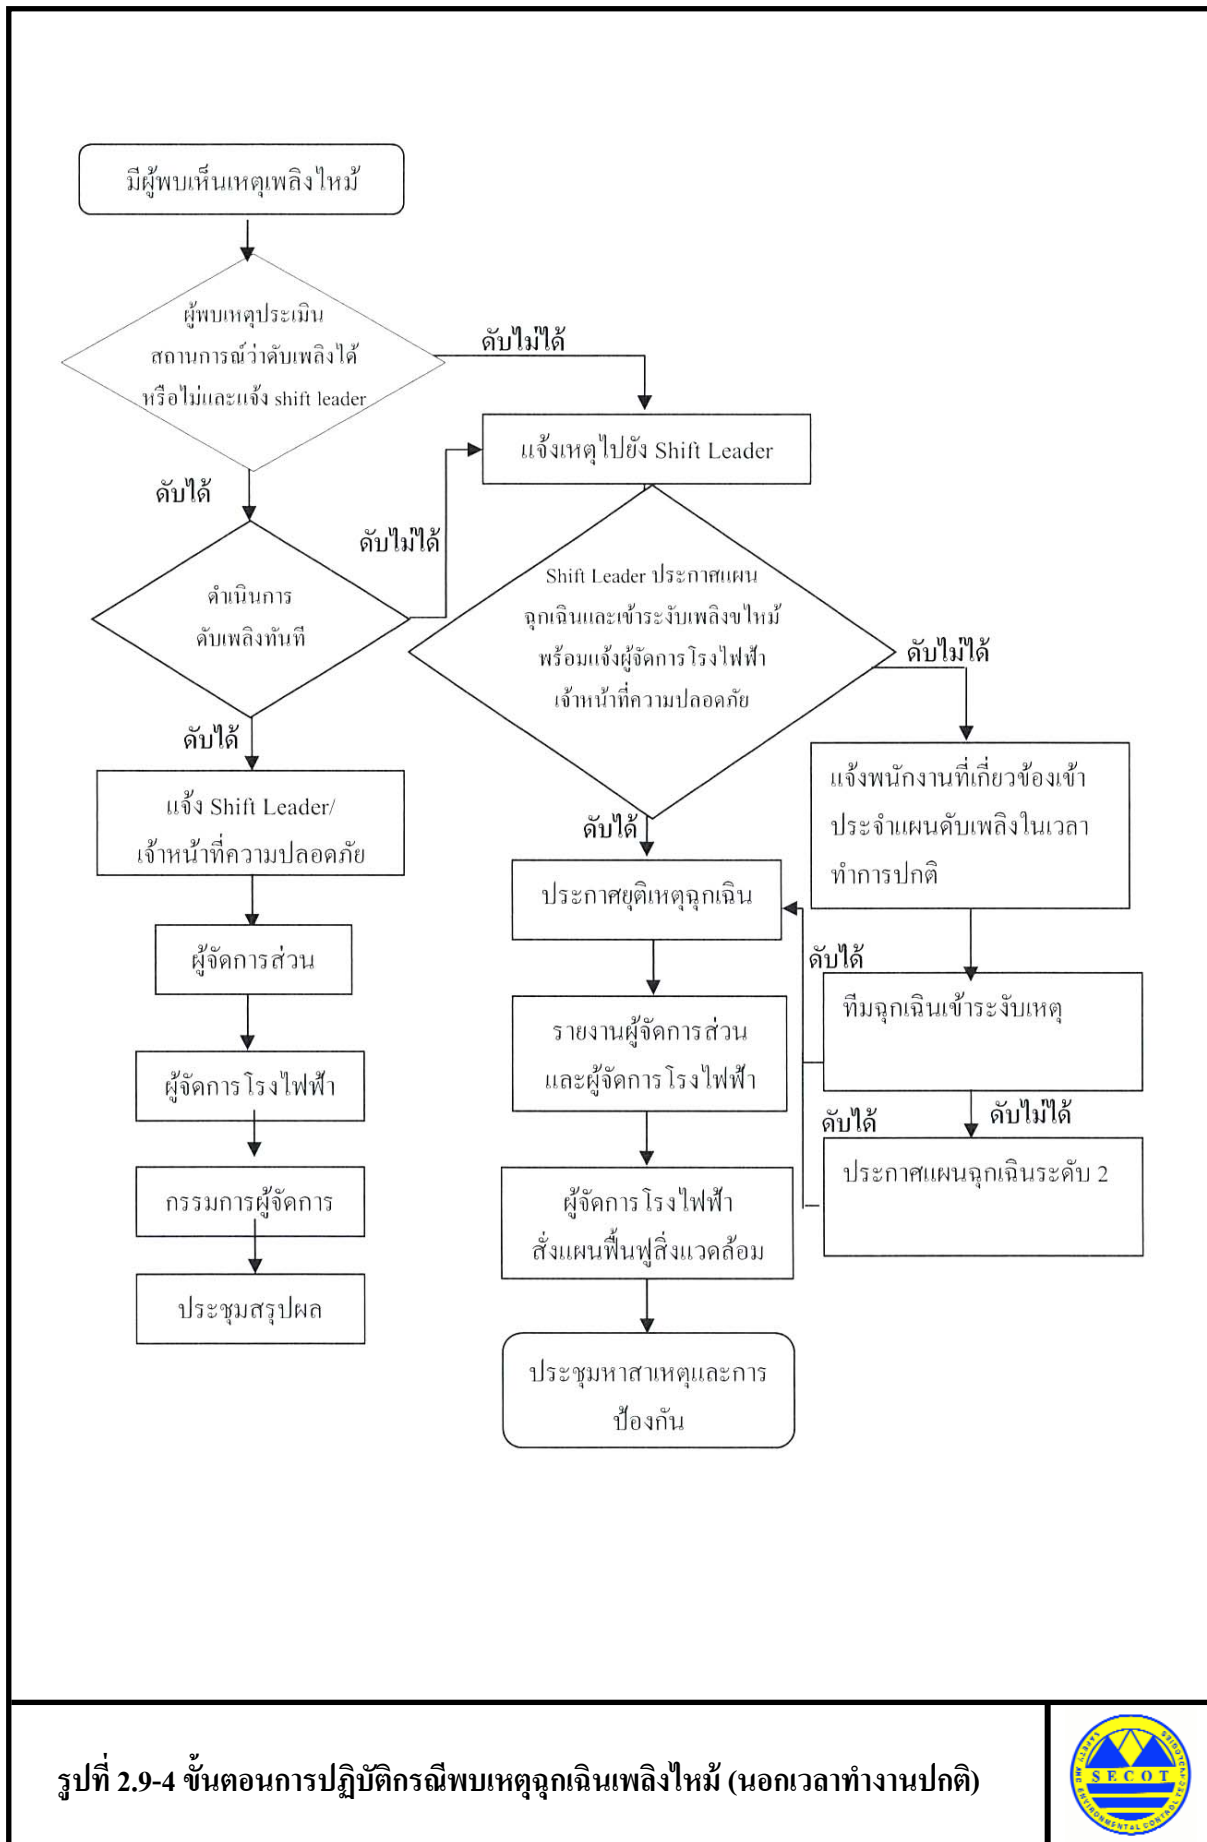 มีผู้พบเห็นเหตุเพลิงไหม้
ผู้พบเหตุประเมิน
สถานการณ์ว่าดับเพลิงได้
หรือไม่และแจ้ง shift leader
ดับไม่ได้
แจ้งเหตุไปยัง Shift Leader
ดับได้
ดับไม่ได้
ดำเนินการ
ดับเพลิงทันที
Shift Leader ประกาศแผน
ฉุกเฉินและเข้าระงับเพลิงขไหม้
พร้อมแจ้งผู้จัดการโรงไฟฟ้า
เจ้าหน้าที่ความปลอดภัย
ดับไม่ได้
ดับได้
แจ้ง Shift Leader/
เจ้าหน้าที่ความปลอดภัย
แจ้งพนักงานที่เกี่ยวข้องเข้า
ประจำแผนดับเพลิงในเวลา
ทำการปกติ
ดับได้
ประกาศยุติเหตุฉุกเฉิน
ผู้จัดการส่วน
ดับได้
ทีมฉุกเฉินเข้าระงับเหตุ
รายงานผู้จัดการส่วน
และผู้จัดการโรงไฟฟ้า
ผู้จัดการโรงไฟฟ้า
ดับได้
ดับไม่ได้
ประกาศแผนฉุกเฉินระดับ 2
กรรมการผู้จัดการ
ผู้จัดการโรงไฟฟ้า
สั่งแผนฟื้นฟูสิ่งแวดล้อม
ประชุมสรุปผล
ประชุมหาสาเหตุและการ
ป้องกัน
รูปที่ 2.9-4 ขั้นตอนการปฏิบัติกรณีพบเหตุฉุกเฉินเพลิงไหม้ (นอกเวลาทำงานปกติ)
SECOT
SAFETY AND ENVIRONMENTAL CONTROL TECHNOLOGIES